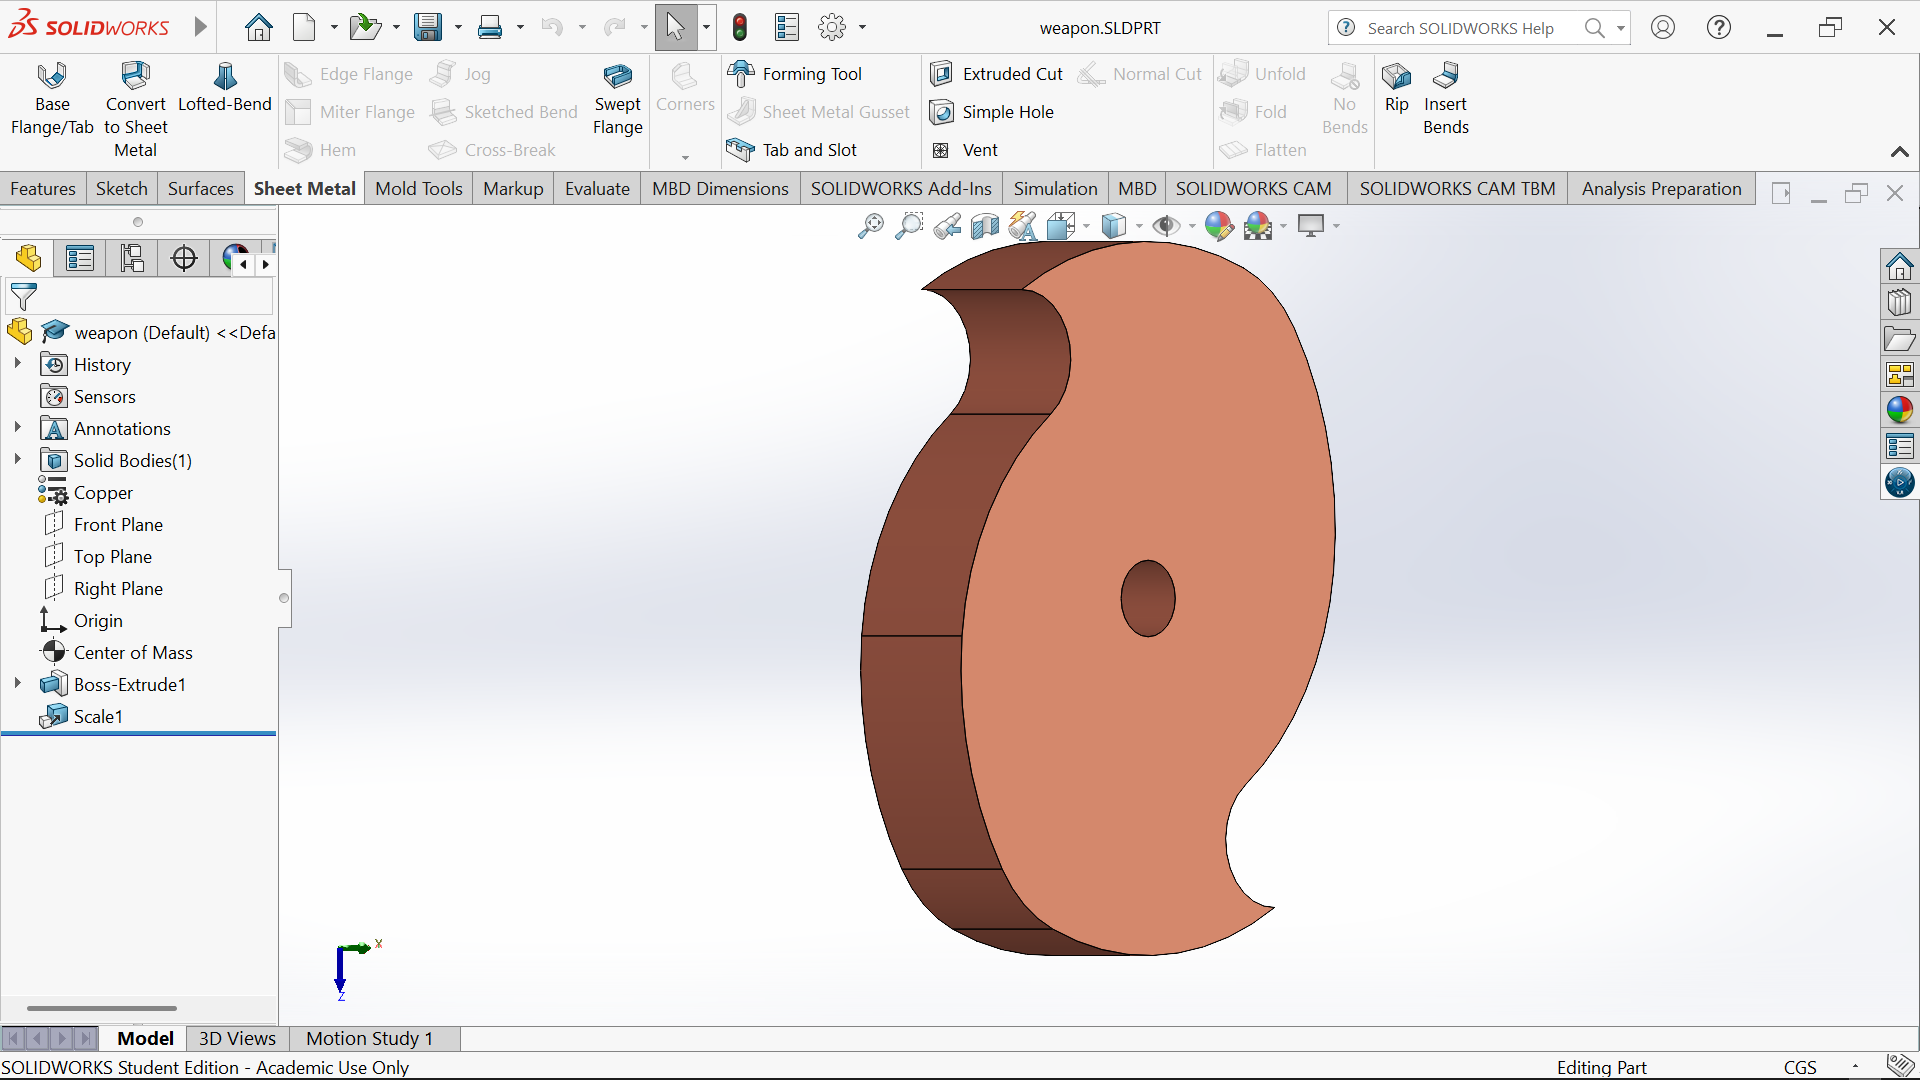 SOLIDWORKS
weapon.SLDPRT
Search SOLIDWORKS Help
Base Flange/Tab
Convert to Sheet Metal
Lofted-Bend
Edge Flange
Miter Flange
Hem
Jog
Sketched Bend
Cross-Break
Swept Flange
Corners
Forming Tool
Sheet Metal Gusset
Tab and Slot
Extruded Cut
Simple Hole
Vent
Normal Cut
Unfold
Fold
Flatten
No Bends
Rip
Insert Bends
Features Sketch Surfaces Sheet Metal Mold Tools Markup Evaluate MBD Dimensions SOLIDWORKS Add-Ins Simulation MBD SOLIDWORKS CAM SOLIDWORKS CAM TBM Analysis Preparation
weapon (Default) <<Defa
History
Sensors
Annotations
Solid Bodies(1)
Copper
Front Plane
Top Plane
Right Plane
Origin
Center of Mass
Boss-Extrude1
Scale1
X
Z
Model 3D Views Motion Study 1
SOLIDWORKS Student Edition - Academic Use Only
Editing Part
CGS